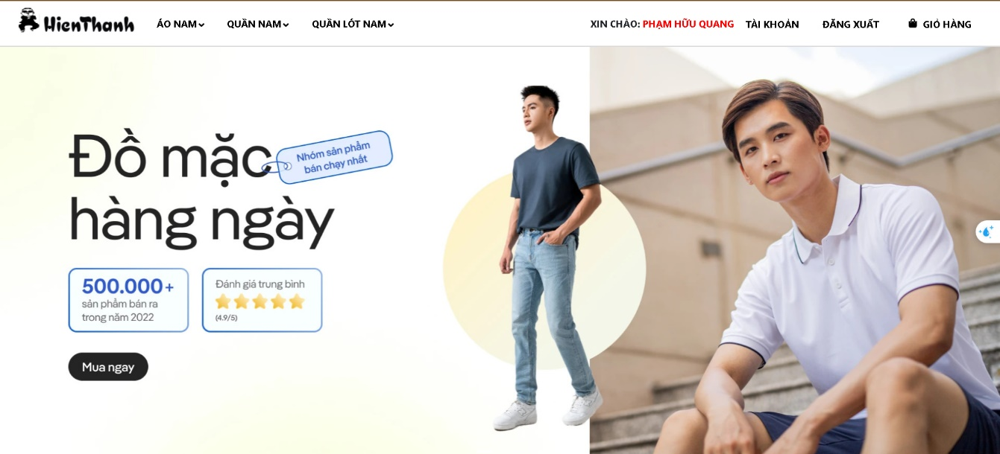 HienThanh
ÁO NAM
QUẦN NAM
QUẦN LÓT NAM
XIN CHÀO: PHẠM HỮU QUANG
TÀI KHOẢN
ĐĂNG XUẤT
GIỎ HÀNG
Đồ mặc
Nhóm sản phẩm
bán chạy nhất
hàng ngày
500.000+
sản phẩm bán ra
trong năm 2022
Đánh giá trung bình
(4.9/5)
Mua ngay